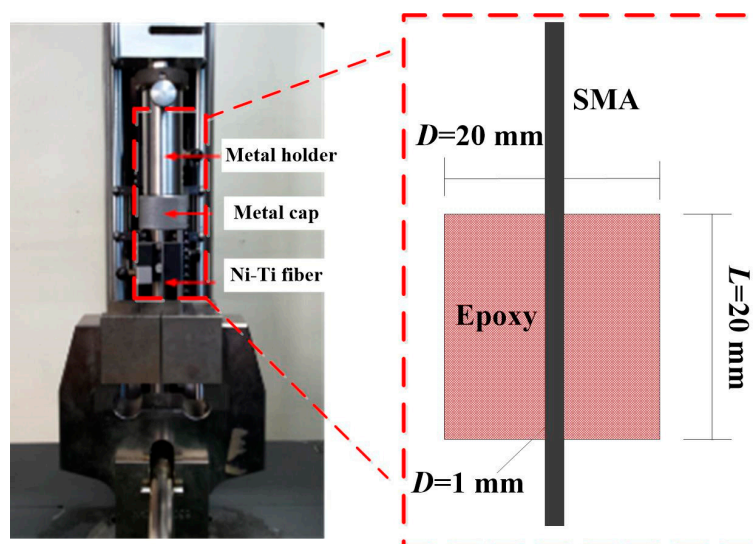 Metal holder
Metal cap
Ni-Ti fiber
SMA
D=20 mm
Epoxy
L=20 mm
D=1 mm